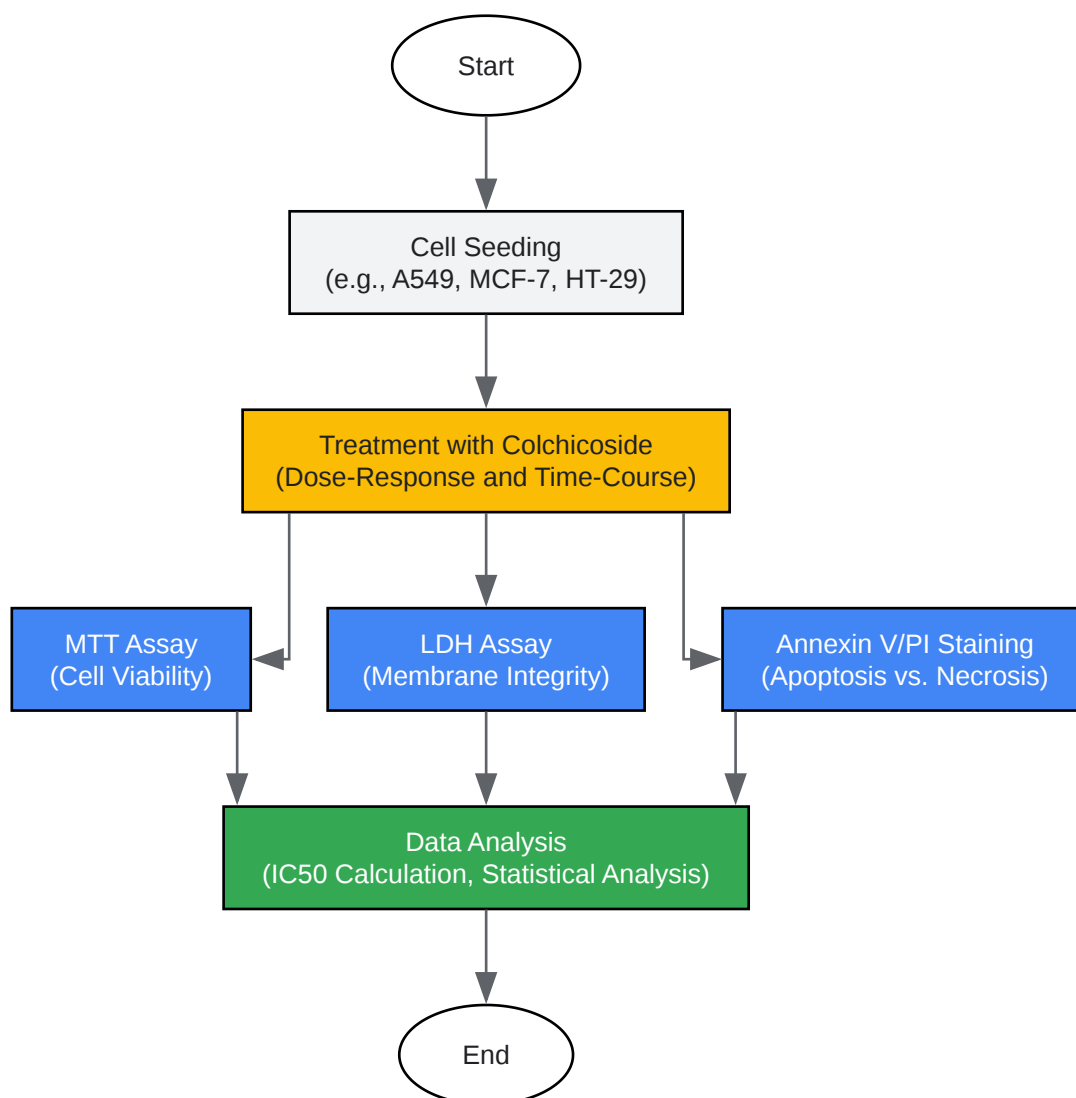 Start
Cell Seeding
(e.g., A549, MCF-7, HT-29)
Treatment with Colchicoside
(Dose-Response and Time-Course)
MTT Assay
(Cell Viability)
LDH Assay
(Membrane Integrity)
Annexin V/PI Staining
(Apoptosis vs. Necrosis)
Data Analysis
(IC50 Calculation, Statistical Analysis)
End